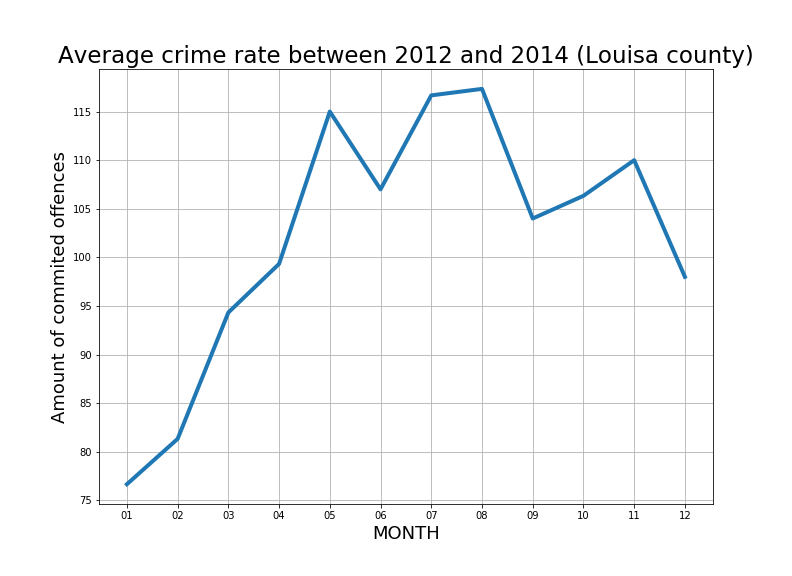 Average crime rate between 2012 and 2014 (Louisa county)
Amount of commited offences
115
110
105
100
95
90
85
80
75
01 02 03 04 05 06 07 08 09 10 11 12
MONTH